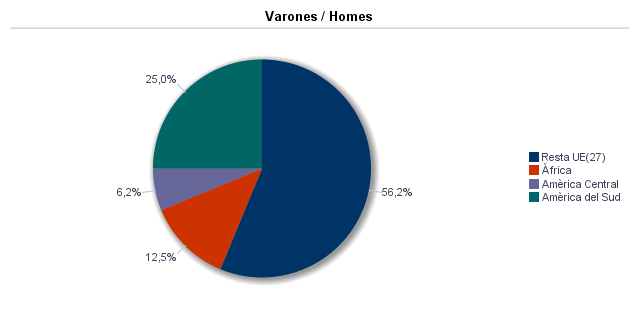 Varones / Homes
25,0%
6,2%
12,5%
56,2%
Resta UE(27)
Àfrica
Amèrica Central
Amèrica del Sud